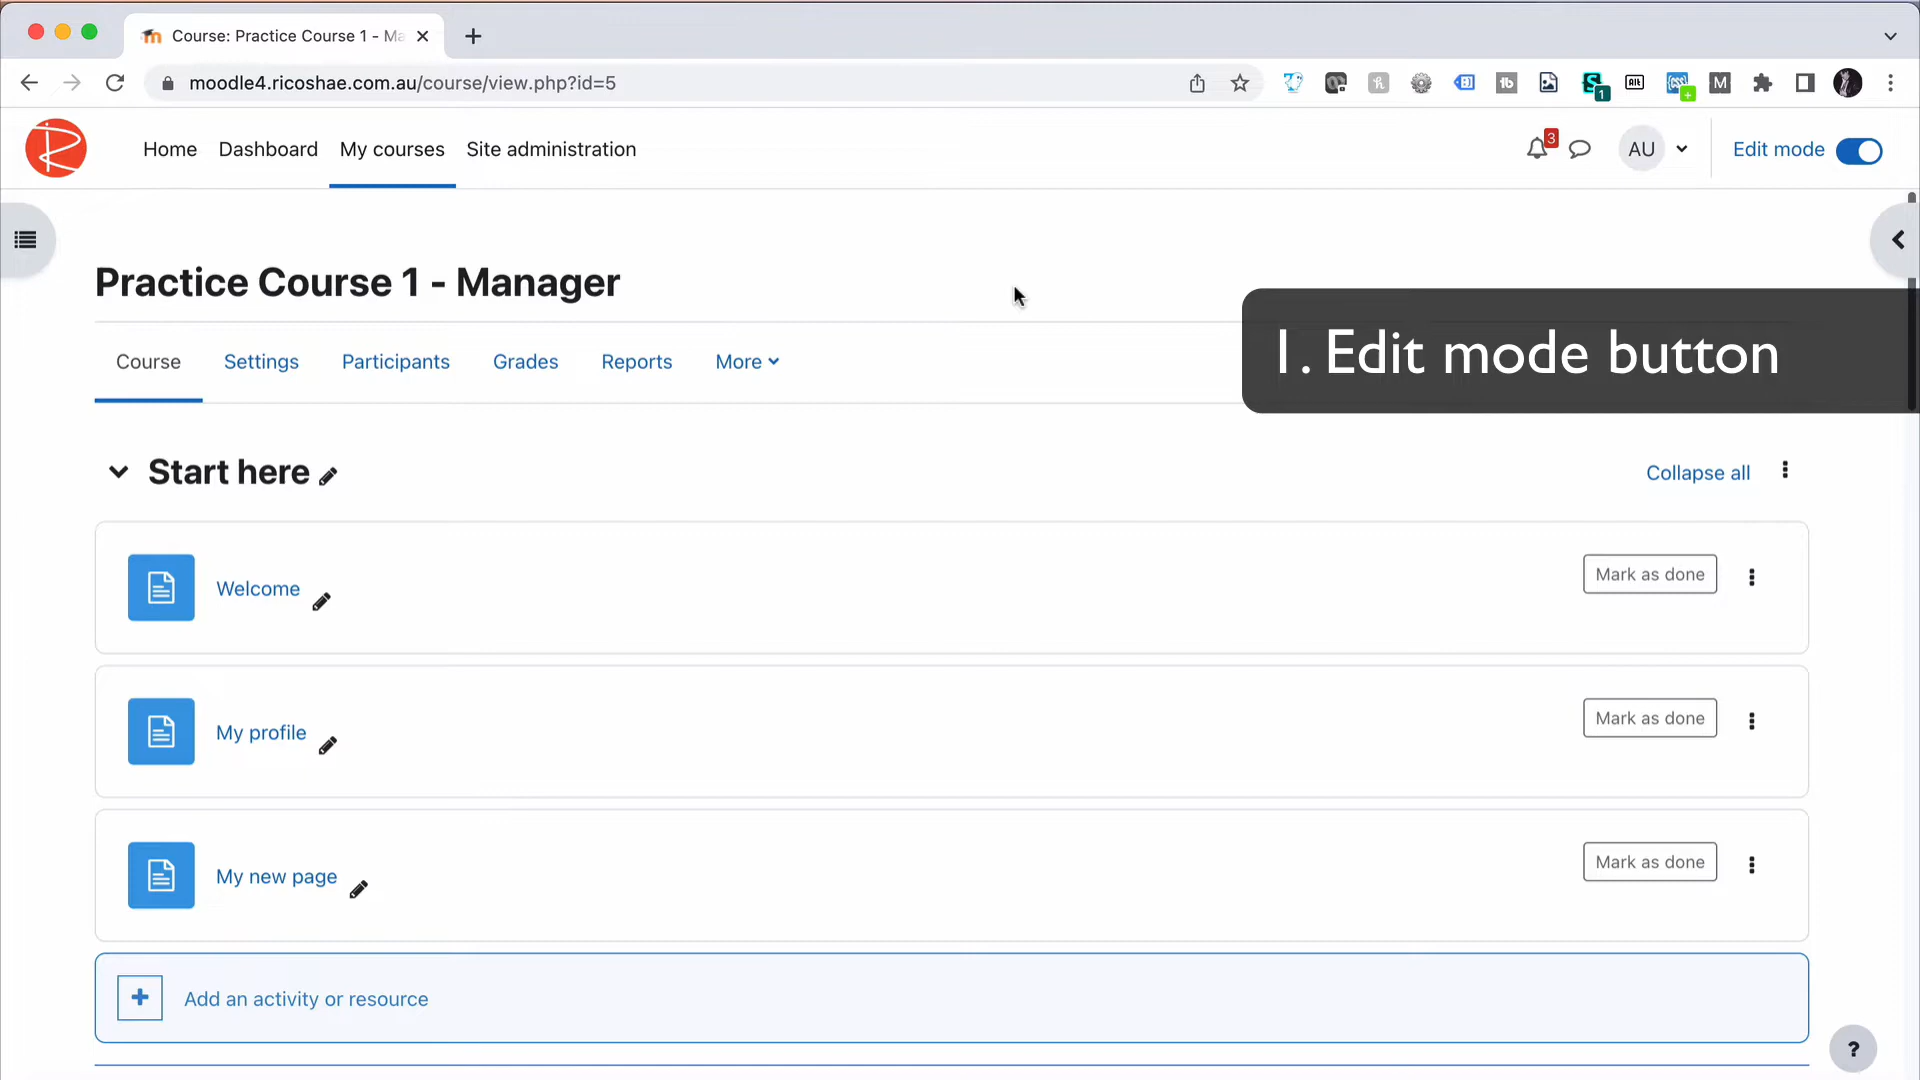 Course: Practice Course 1 - Ma
moodle4.ricoshae.com.au/course/view.php?id=5
1
Home Dashboard My courses Site administration
3
AU
Edit mode
Practice Course 1 - Manager
1. Edit mode button
Course Settings Participants Grades Reports More
Start here
Collapse all
Welcome
Mark as done
My profile
Mark as done
My new page
Mark as done
+ Add an activity or resource
?